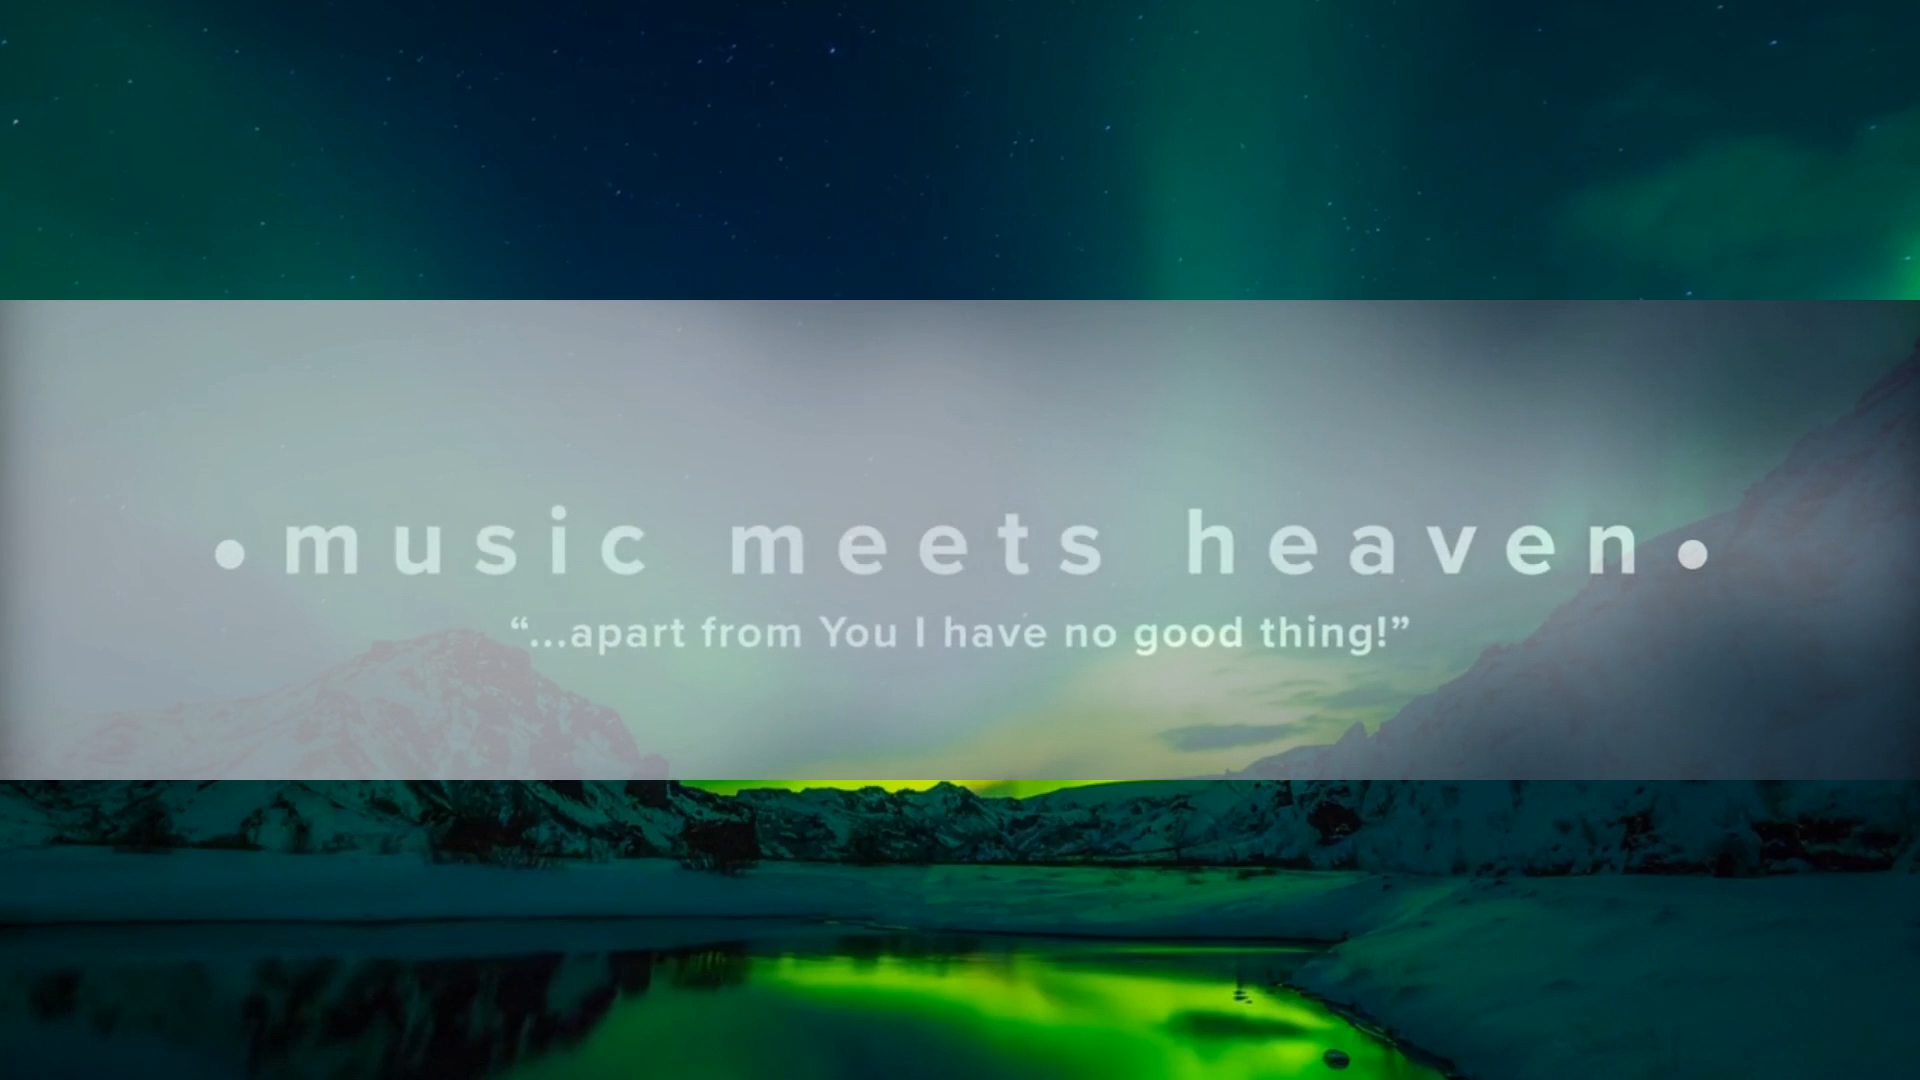 •music meets heaven•
“...apart from You I have no good thing!”